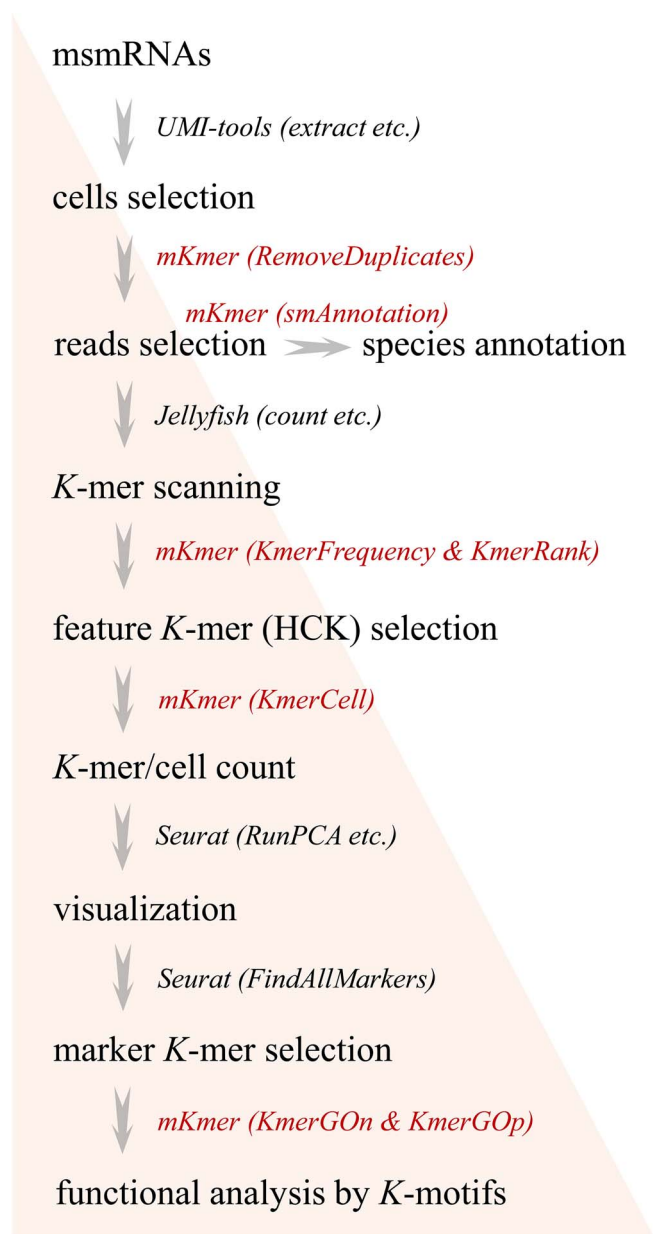 msmRNAs
UMI-tools (extract etc.)
cells selection
mKmer (RemoveDuplicates)
mKmer (smAnnotation)
reads selection species annotation
Jellyfish (count etc.)
K-mer scanning
mKmer (KmerFrequency & KmerRank)
feature K-mer (HCK) selection
mKmer (KmerCell)
K-mer/cell count
Seurat (RunPCA etc.)
visualization
Seurat (FindAllMarkers)
marker K-mer selection
mKmer (KmerGOn & KmerGOp)
functional analysis by K-motifs